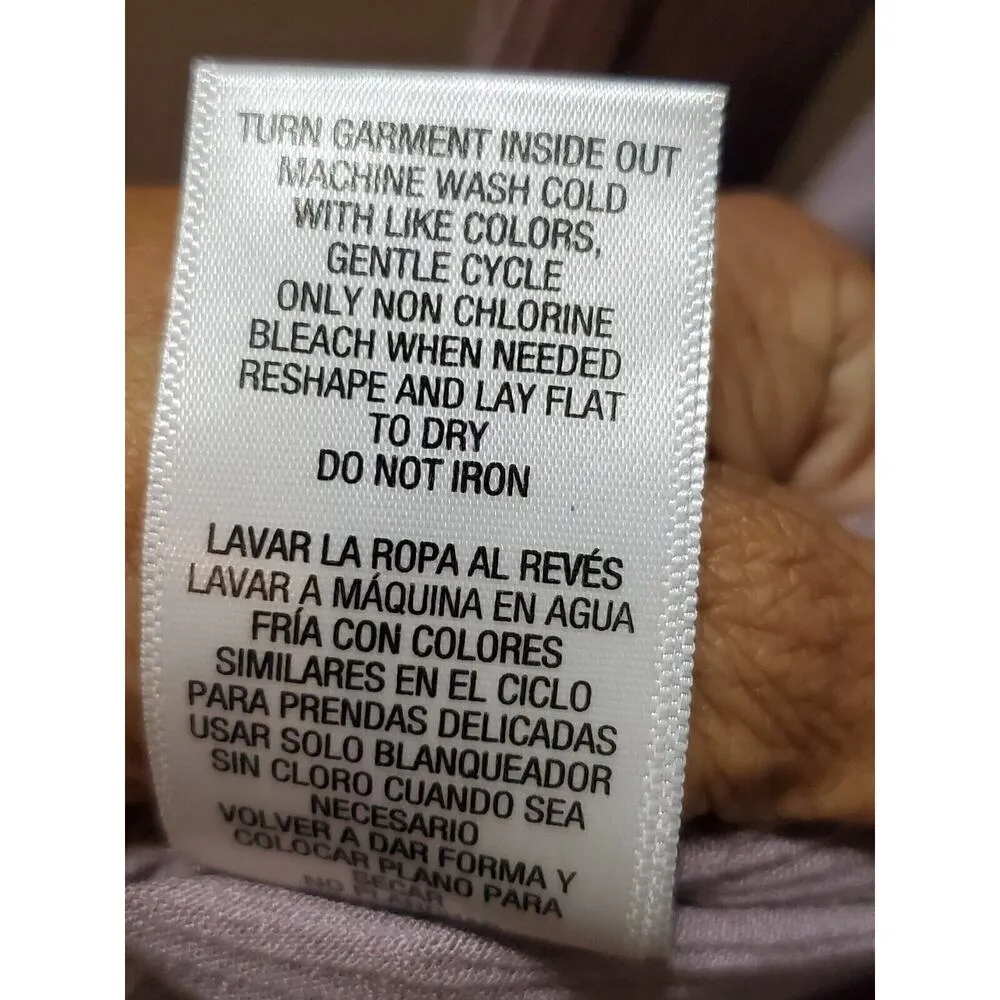 TURN GARMENT INSIDE OUT
MACHINE WASH COLD
WITH LIKE COLORS,
GENTLE CYCLE
ONLY NON CHLORINE
BLEACH WHEN NEEDED
RESHAPE AND LAY FLAT
TO DRY
DO NOT IRON
LAVAR LA ROPA AL REVÉS
LAVAR A MÁQUINA EN AGUA
FRÍA CON COLORES
SIMILARES EN EL CICLO
PARA PRENDAS DELICADAS
USAR SOLO BLANQUEADOR
SIN CLORO CUANDO SEA
NECESARIO
VOLVER A DAR FORMA Y
COLOCAR PLANO PARA
SECAR
NO